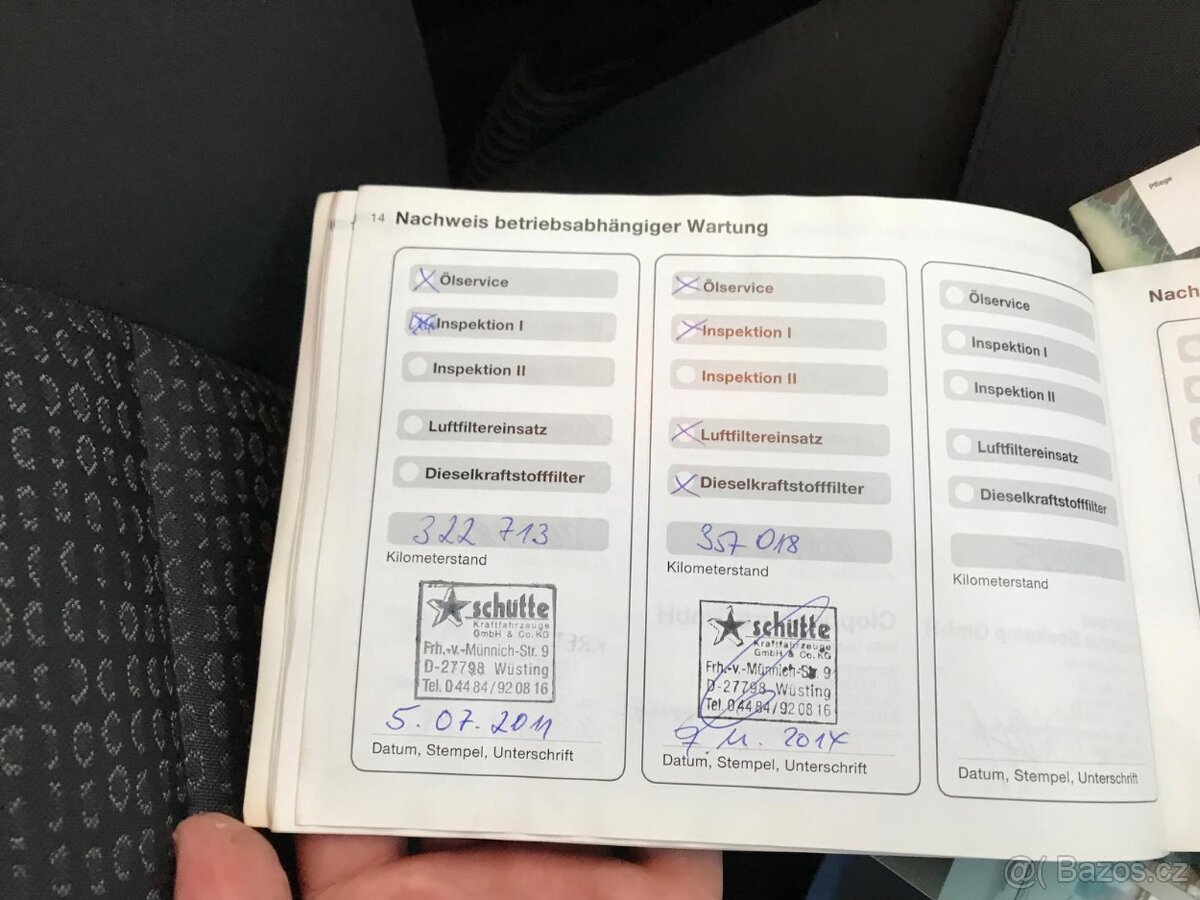 14 Nachweis betriebsabhängiger Wartung
Ölservice
Inspektion I
Inspektion II
Luftfiltereinsatz
Dieselkraftstofffilter
322 713
Kilometerstand
schütte
Kraftfahrzeuge
GmbH & Co.KG
Frh.-v.-Münnich-Str. 9
D-27798 Wüsting
Tel. 0 44 84 / 92 08 16
5.07.2011
Datum, Stempel, Unterschrift
Ölservice
Inspektion I
Inspektion II
Luftfiltereinsatz
Dieselkraftstofffilter
357 018
Kilometerstand
schütte
Kraftfahrzeuge
GmbH & Co. KG
Frh.-v.-Münnich-Str. 9
D-27798 Wüsting
Tel. 0 44 84 / 92 08 16
7.11.2014
Datum, Stempel, Unterschrift
Ölservice
Inspektion I
Inspektion II
Luftfiltereinsatz
Dieselkraftstofffilter
Kilometerstand
Datum, Stempel, Unterschrift
Pflege
Nach
@( Bazos.cz